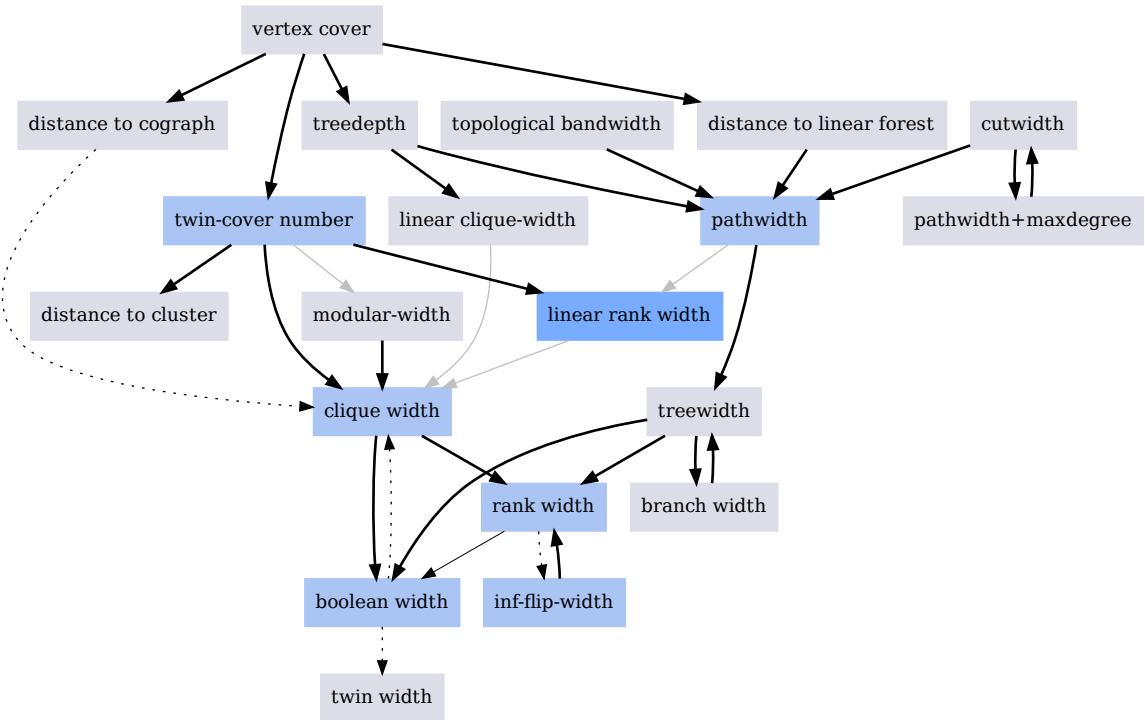 vertex cover
distance to cograph
treedepth
topological bandwidth
distance to linear forest
cutwidth
twin-cover number
linear clique-width
pathwidth
pathwidth+maxdegree
distance to cluster
modular-width
linear rank width
clique width
treewidth
rank width
branch width
boolean width
inf-flip-width
twin width